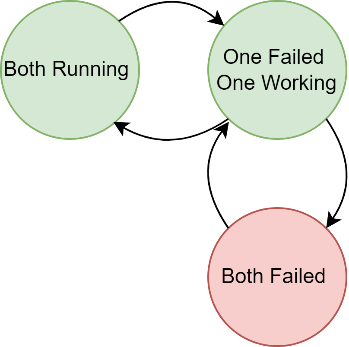 Both Running
One Failed
One Working
Both Failed